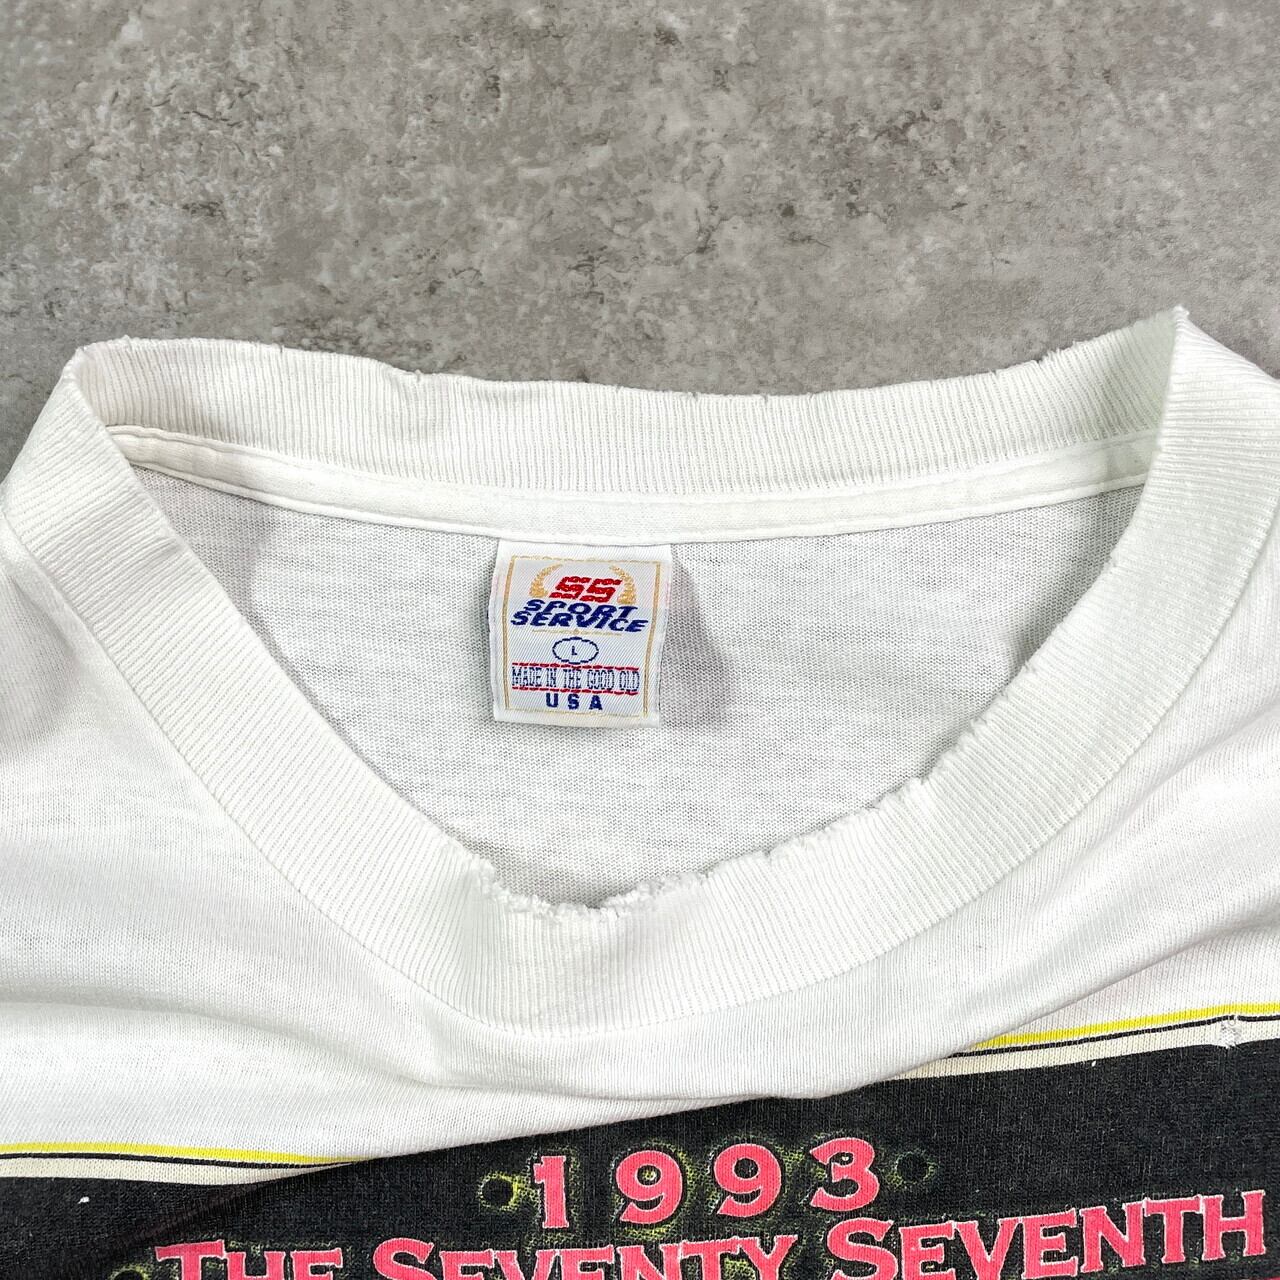 SS
SPORT
SERVICE
L
MADE IN THE GOOD OLD
USA
1993
THE SEVENTY SEVENTH